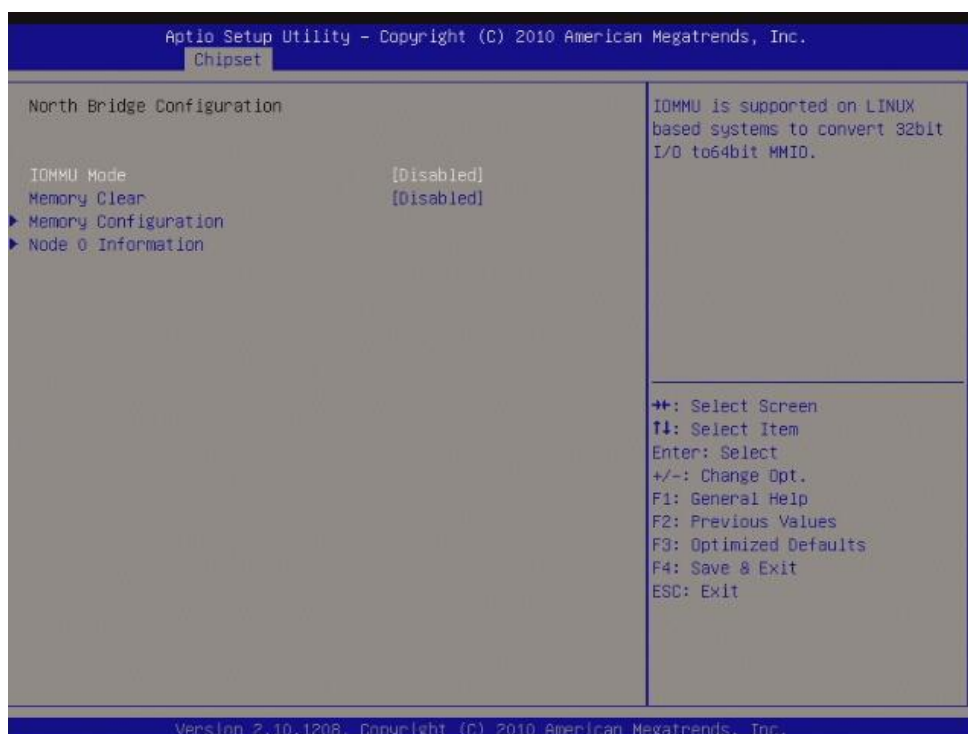 Aptio Setup Utility – Copyright (C) 2010 American Megatrends, Inc.
Chipset
North Bridge Configuration
IOMMU Mode [Disabled]
Memory Clear [Disabled]
Memory Configuration
Node 0 Information
IOMMU is supported on LINUX
based systems to convert 32bit
I/O to64bit MMIO.
→←: Select Screen
↑↓: Select Item
Enter: Select
+/-: Change Opt.
F1: General Help
F2: Previous Values
F3: Optimized Defaults
F4: Save & Exit
ESC: Exit
Version 2.10.1208. Copyright (C) 2010 American Megatrends, Inc.